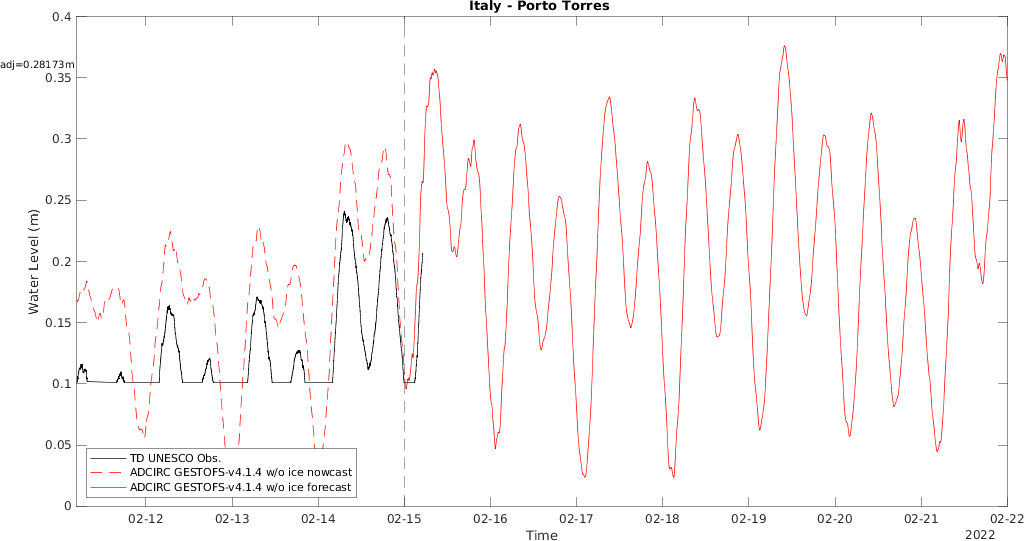 Italy - Porto Torres
adj=0.28173m
0.4
0.35
0.3
0.25
0.2
0.15
0.1
0.05
0
Water Level (m)
TD UNESCO Obs.
ADCIRC GESTOFS-v4.1.4 w/o ice nowcast
ADCIRC GESTOFS-v4.1.4 w/o ice forecast
02-12 02-13 02-14 02-15 02-16 02-17 02-18 02-19 02-20 02-21 02-22
Time
2022